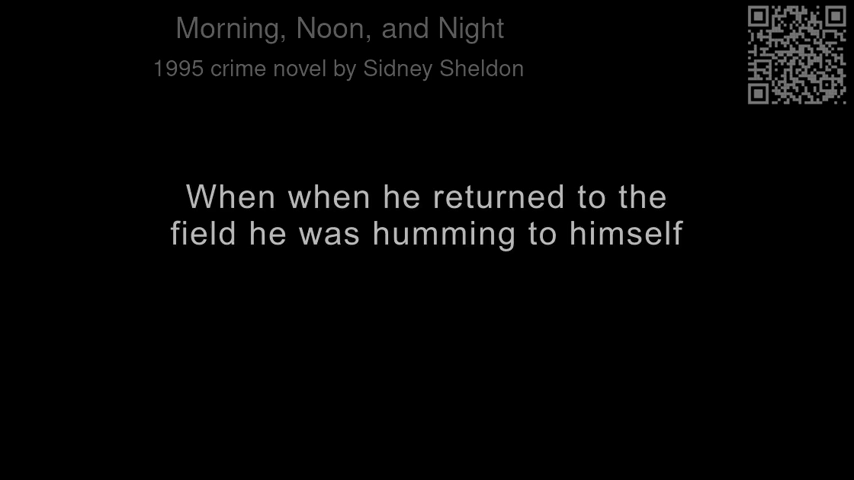 Morning, Noon, and Night
1995 crime novel by Sidney Sheldon
When when he returned to the
field he was humming to himself